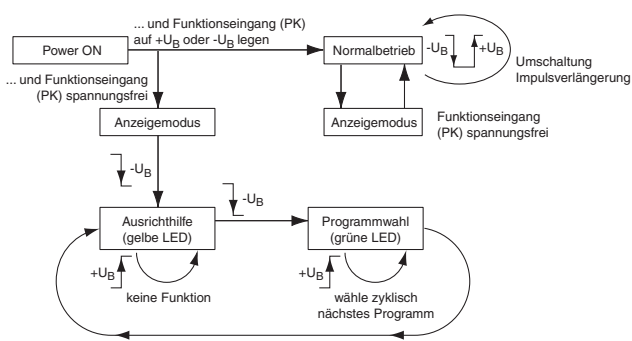 ... und Funktionseingang (PK)
auf +UB oder -UB legen
Power ON
Normalbetrieb
-UB
+UB
Umschaltung
Impulsverlängerung
... und Funktionseingang
(PK) spannungsfrei
Anzeigemodus
Anzeigemodus
Funktionseingang
(PK) spannungsfrei
-UB
-UB
Ausrichthilfe
(gelbe LED)
Programmwahl
(grüne LED)
+UB
keine Funktion
+UB
wähle zyklisch
nächstes Programm